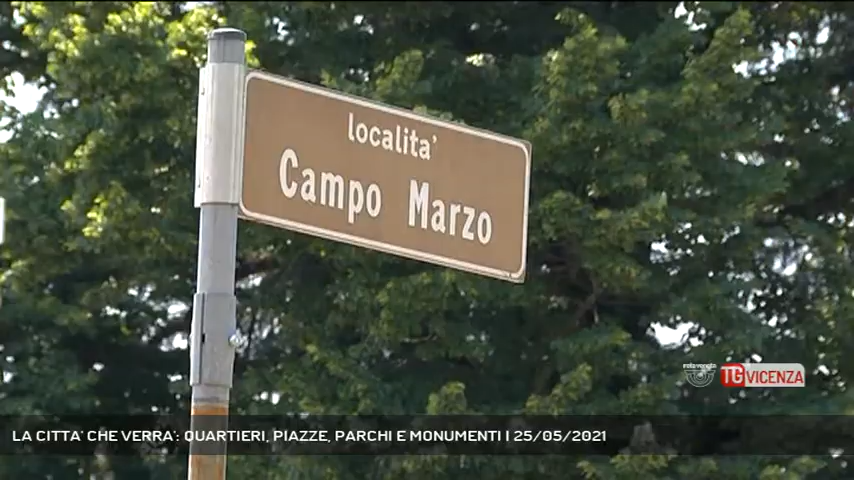 localita'
Campo Marzo
TG VICENZA
LA CITTA' CHE VERRA': QUARTIERI, PIAZZE, PARCHI E MONUMENTI | 25/05/2021